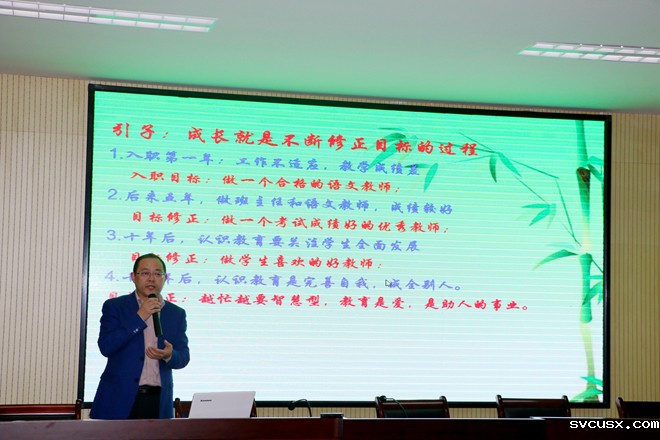 引子：成长就是不断修正目标的过程
1.入职第一年：工作不适应，教学成绩差
入职目标：做一个合格的语文教师；
2.后来五年，做班主任和语文教师，成绩较好
目标修正：做一个考试成绩好的优秀教师；
3.十年后，认识教育要关注学生全面发展
目 修正：做学生喜欢的好教师；
4. 年后，认识教育是完善自我，成全别人。
目 正：越忙越要智慧型，教育是爱，是助人的事业。
svcusx.com